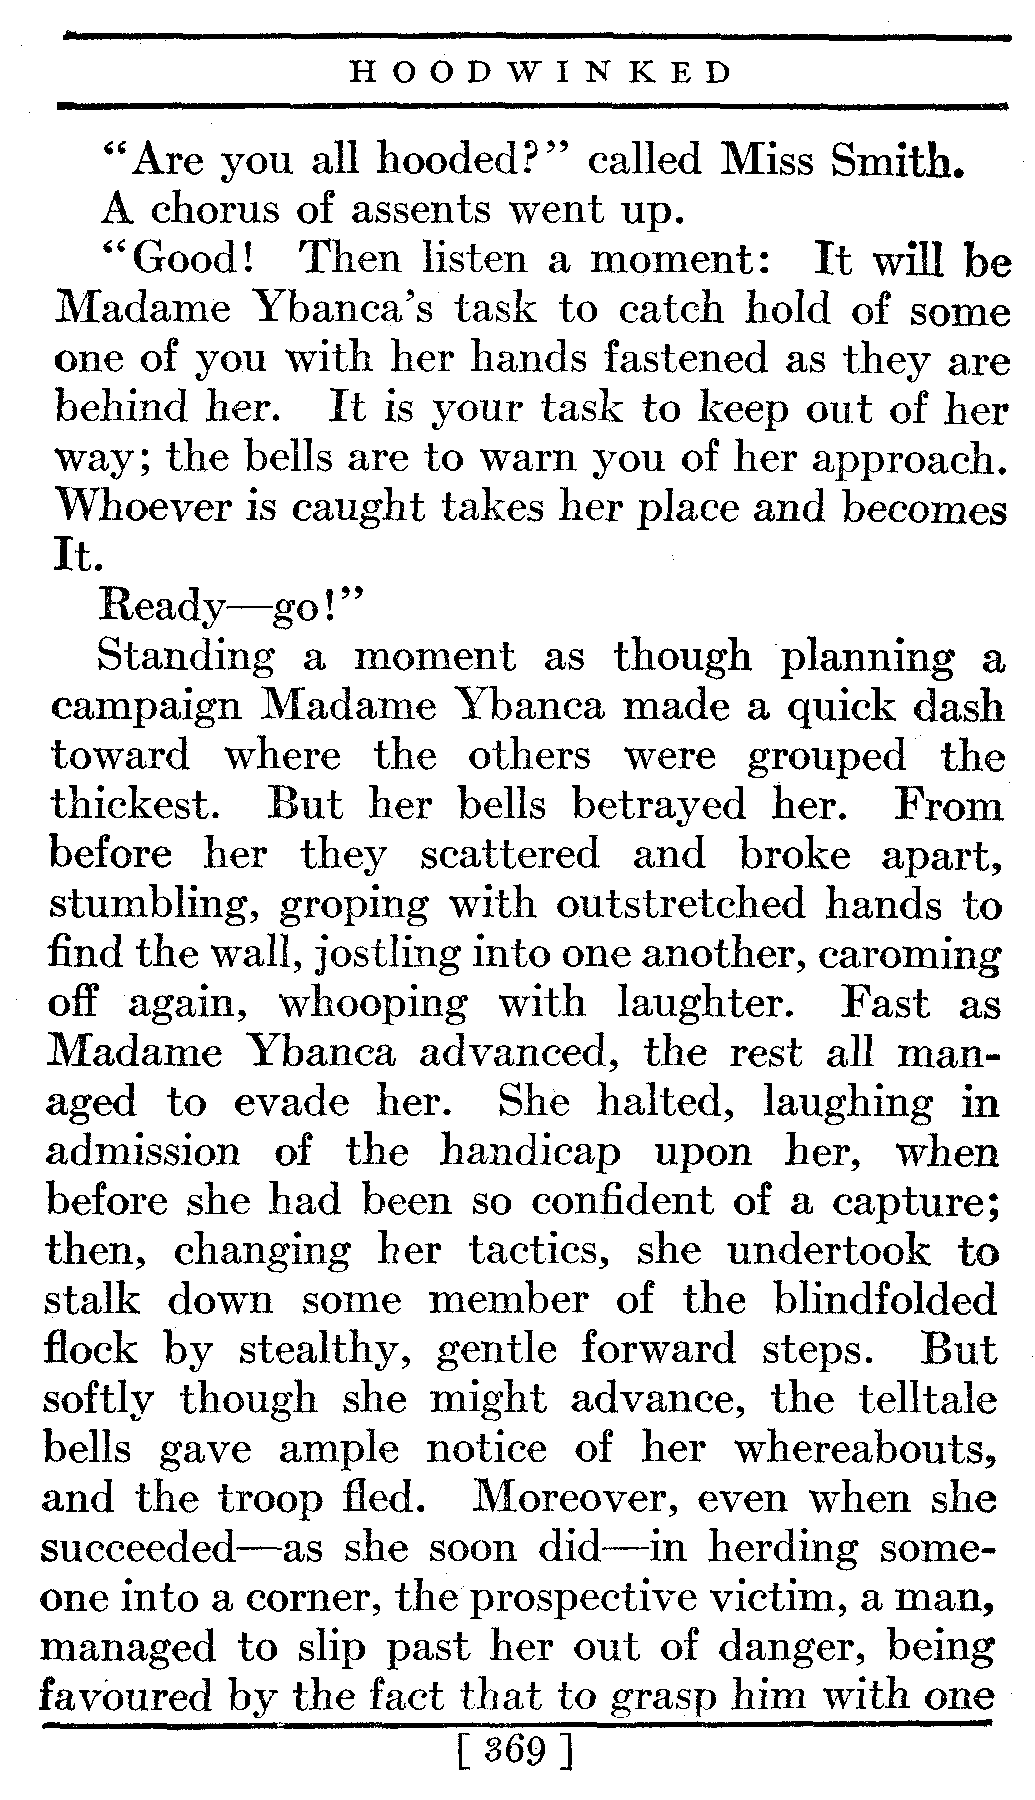 HOODWINKED
“Are you all hooded?” called Miss Smith.
A chorus of assents went up.
“Good! Then listen a moment: It will be
Madame Ybanca’s task to catch hold of some
one of you with her hands fastened as they are
behind her. It is your task to keep out of her
way; the bells are to warn you of her approach.
Whoever is caught takes her place and becomes
It.
Ready—go!”
Standing a moment as though planning a
campaign Madame Ybanca made a quick dash
toward where the others were grouped the
thickest. But her bells betrayed her. From
before her they scattered and broke apart,
stumbling, groping with outstretched hands to
find the wall, jostling into one another, caroming
off again, whooping with laughter. Fast as
Madame Ybanca advanced, the rest all man-
aged to evade her. She halted, laughing in
admission of the handicap upon her, when
before she had been so confident of a capture;
then, changing her tactics, she undertook to
stalk down some member of the blindfolded
flock by stealthy, gentle forward steps. But
softly though she might advance, the telltale
bells gave ample notice of her whereabouts,
and the troop fled. Moreover, even when she
succeeded—as she soon did—in herding some-
one into a corner, the prospective victim, a man,
managed to slip past her out of danger, being
favoured by the fact that to grasp him with one
[ 369 ]